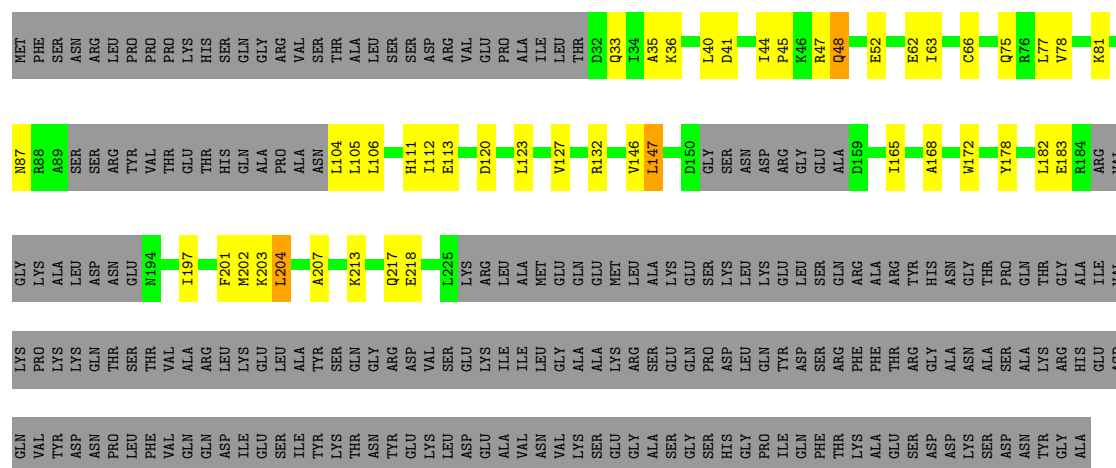 MET PHE SER ASN ARG LEU PRO PRO PRO LYS HIS SER GLN GLY ARG VAL SER THR ALA LEU SER SER ASP ARG VAL GLU PRO ALA ILE LEU THR D32 Q33 I34 A35 K36 L40 D41 I44 P45 K46 R47 Q48 E52 E62 I63 C66 Q75 R76 L77 V78 K81
N87 R88 A89 SER SER ARG TYR VAL THR GLU THR HIS GLN ALA PRO ALA ASN L104 L105 L106 H111 I112 E113 D120 L123 V127 R132 V146 L147 D150 GLY SER ASN ASP ARG GLY GLU ALA D159 I165 A168 W172 Y178 L182 E183 R184 ARG VAL
GLY LYS ALA LEU ASP ASN GLU N194 I197 F201 M202 K203 L204 A207 K213 Q217 E218 L225 LYS ARG LEU ALA MET GLU GLN GLU MET LEU ALA LYS GLU SER LYS LEU LYS GLU LEU SER GLN ARG ALA ARG TYR HIS ASN GLY THR PRO GLN THR GLY ALA ILE VAL
LYS PRO LYS LYS GLN THR SER THR VAL ALA ARG LEU LYS GLU LEU ALA TYR SER GLN GLY ARG ASP VAL SER GLU LYS ILE ILE LEU GLY ALA ALA LYS ARG SER GLU GLN PRO ASP LEU GLN TYR ASP SER ARG PHE PHE THR ARG GLY ALA ASN ALA SER ALA LYS ARG HIS GLU ASP
GLN VAL TYR ASP ASN PRO LEU PHE VAL GLN GLN ASP ILE GLU SER ILE TYR LYS THR ASN TYR GLU LYS LEU ASP GLU ALA VAL ASN VAL LYS SER GLU GLY ALA SER GLY SER HIS GLY PRO ILE GLN PHE THR LYS ALA GLU SER ASP ASP LYS SER ASP ASN TYR GLY ALA